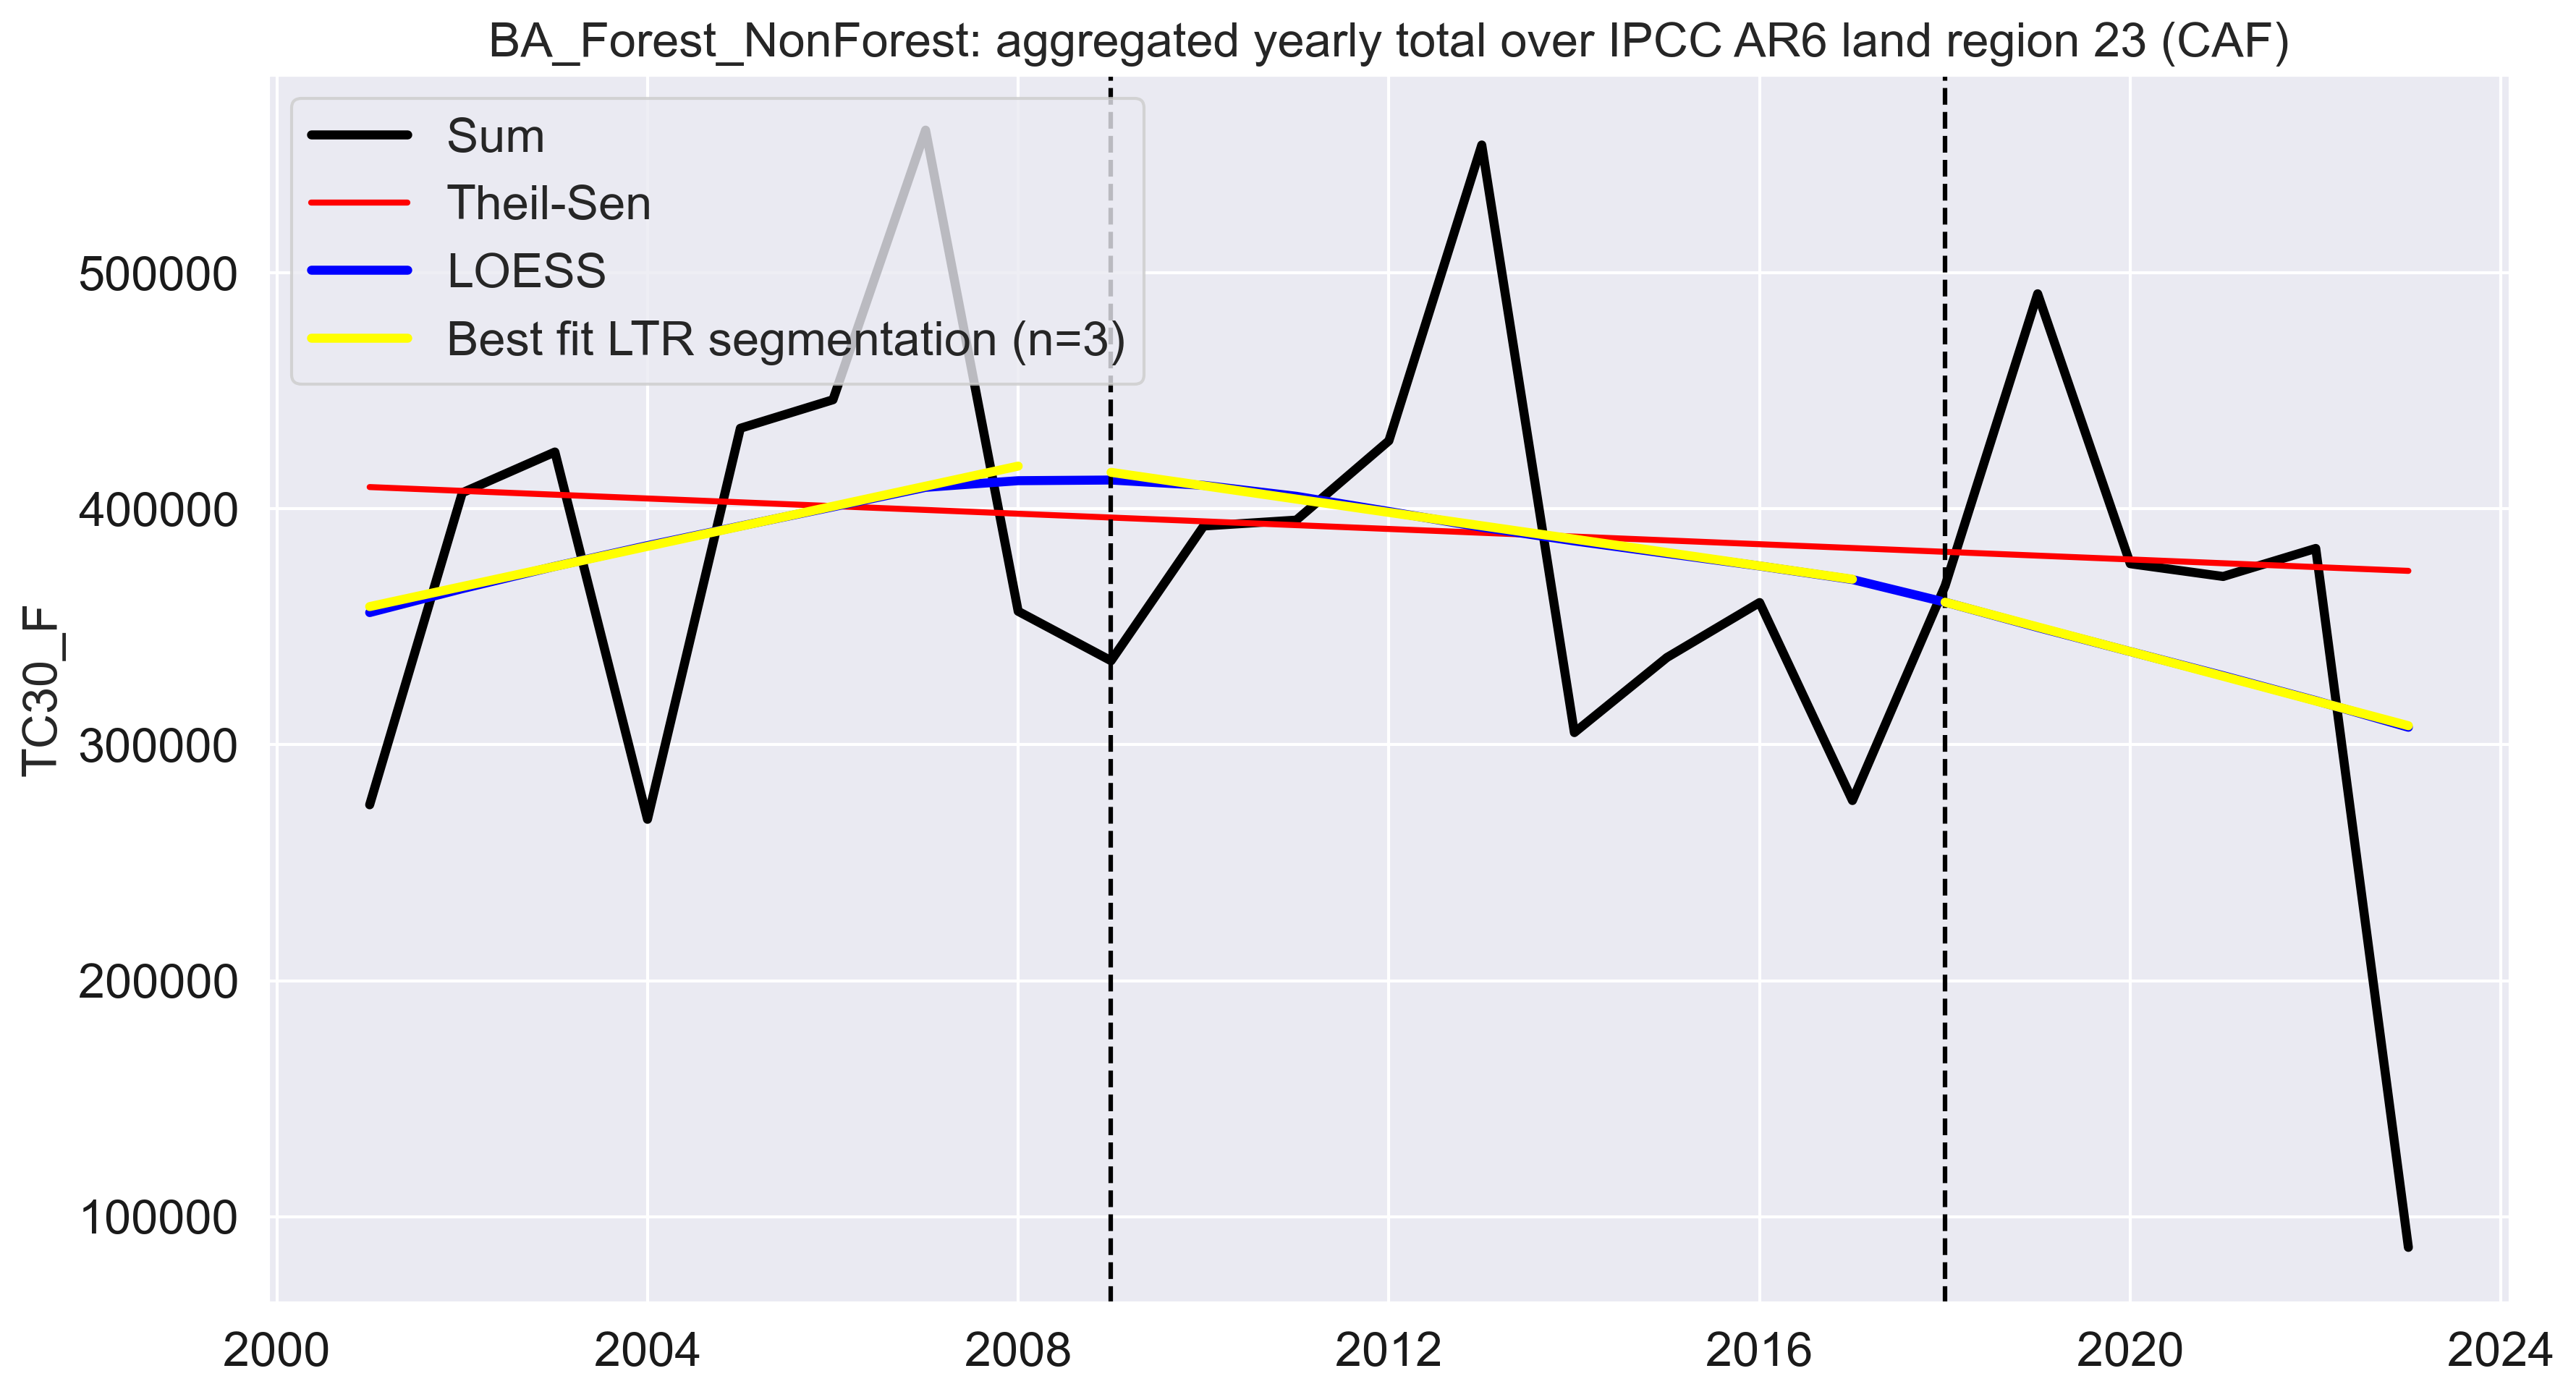 BA_Forest_NonForest: aggregated yearly total over IPCC AR6 land region 23 (CAF)
Sum
Theil-Sen
LOESS
Best fit LTR segmentation (n=3)
TC30_F
500000
400000
300000
200000
100000
2000 2004 2008 2012 2016 2020 2024